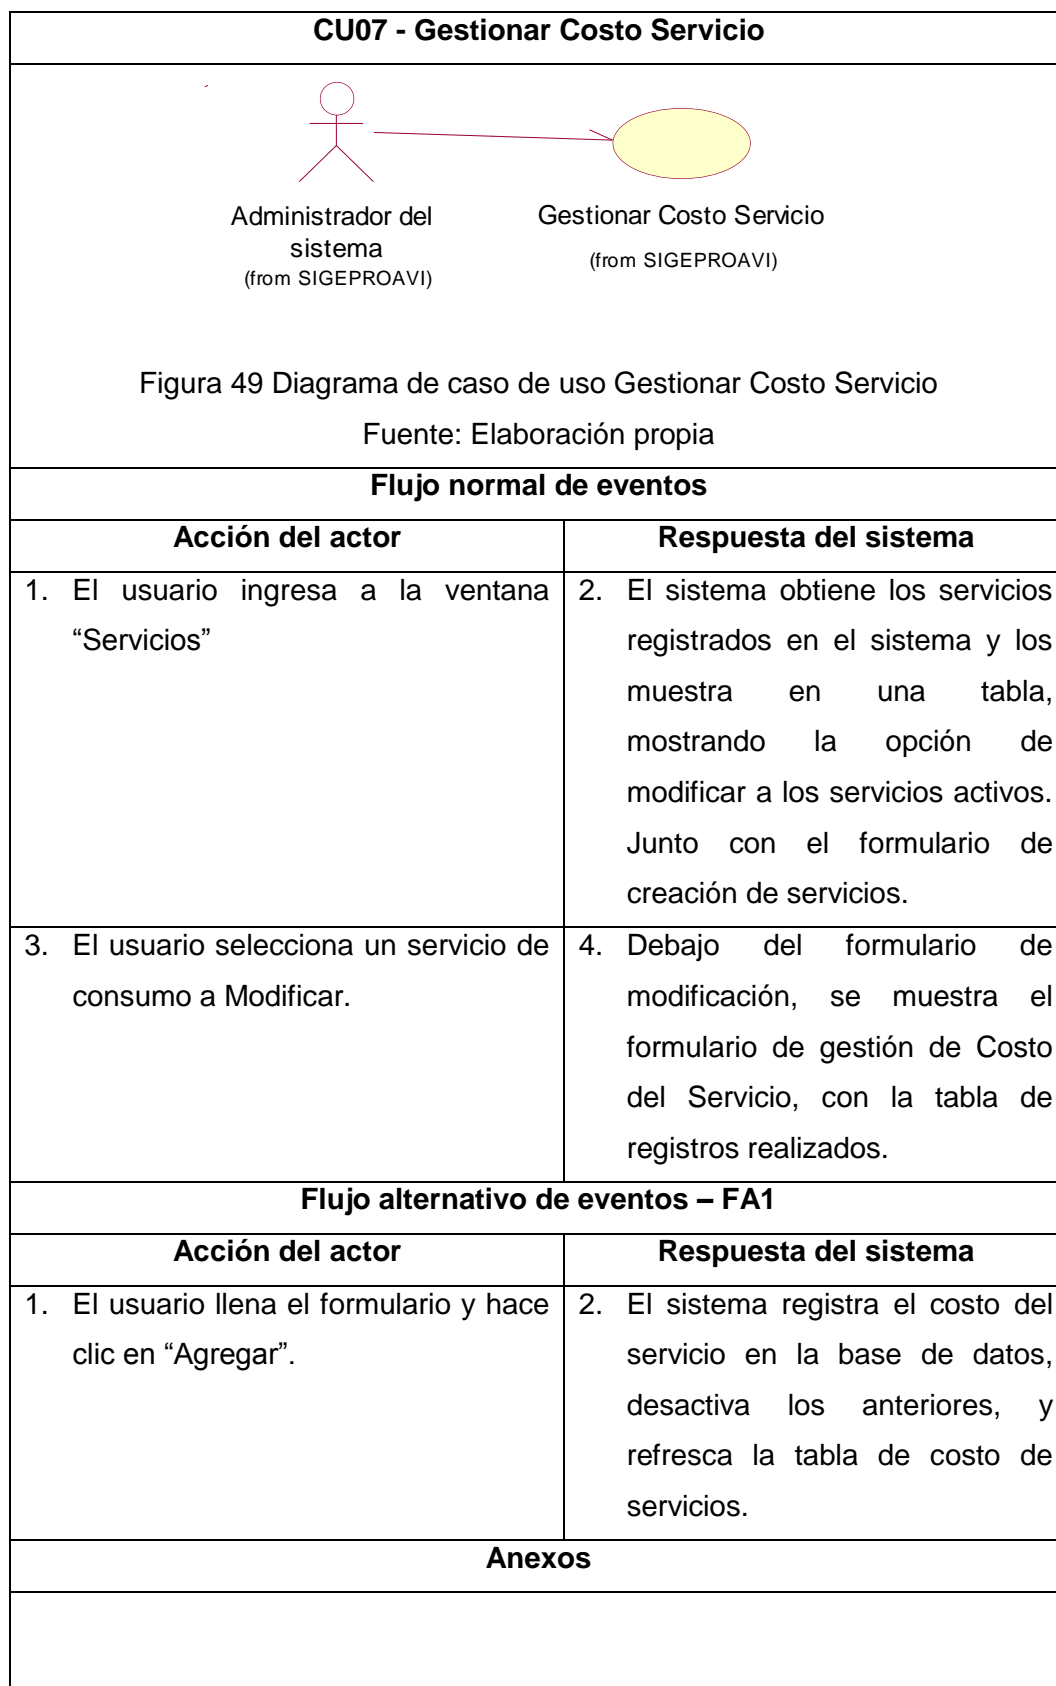 CU07 - Gestionar Costo Servicio
Administrador del
sistema
(from SIGEPROAVI)
Gestionar Costo Servicio
(from SIGEPROAVI)
Figura 49 Diagrama de caso de uso Gestionar Costo Servicio
Fuente: Elaboración propia
Flujo normal de eventos
Acción del actor
Respuesta del sistema
1. El usuario ingresa a la ventana
“Servicios”
2. El sistema obtiene los servicios
registrados en el sistema y los
muestra en una tabla,
mostrando la opción de
modificar a los servicios activos.
Junto con el formulario de
creación de servicios.
3. El usuario selecciona un servicio de
consumo a Modificar.
4. Debajo del formulario de
modificación, se muestra el
formulario de gestión de Costo
del Servicio, con la tabla de
registros realizados.
Flujo alternativo de eventos – FA1
Acción del actor
Respuesta del sistema
1. El usuario llena el formulario y hace
clic en “Agregar”.
2. El sistema registra el costo del
servicio en la base de datos,
desactiva los anteriores, y
refresca la tabla de costo de
servicios.
Anexos